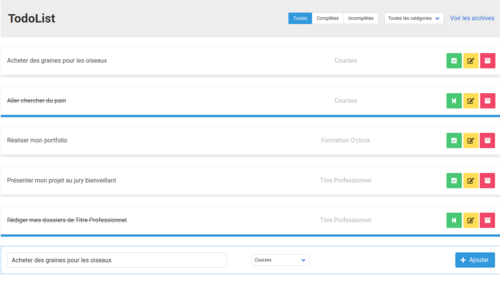 TodoList
Toutes Complètes Incomplètes Toutes les catégories Voir les archives
Acheter des graines pour les oiseaux Courses
Aller chercher du pain Courses
Réaliser mon portfolio Formation O'clock
Présenter mon projet au jury bienveillant Titre Professionnel
Rédiger mes dossiers de Titre Professionnel Titre Professionnel
Acheter des graines pour les oiseaux Courses + Ajouter